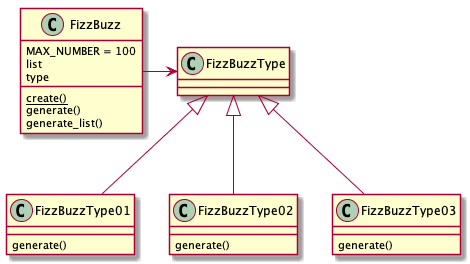 C FizzBuzz
MAX_NUMBER = 100
list
type
create()
generate()
generate_list()
C FizzBuzzType
C FizzBuzzType01
generate()
C FizzBuzzType02
generate()
C FizzBuzzType03
generate()